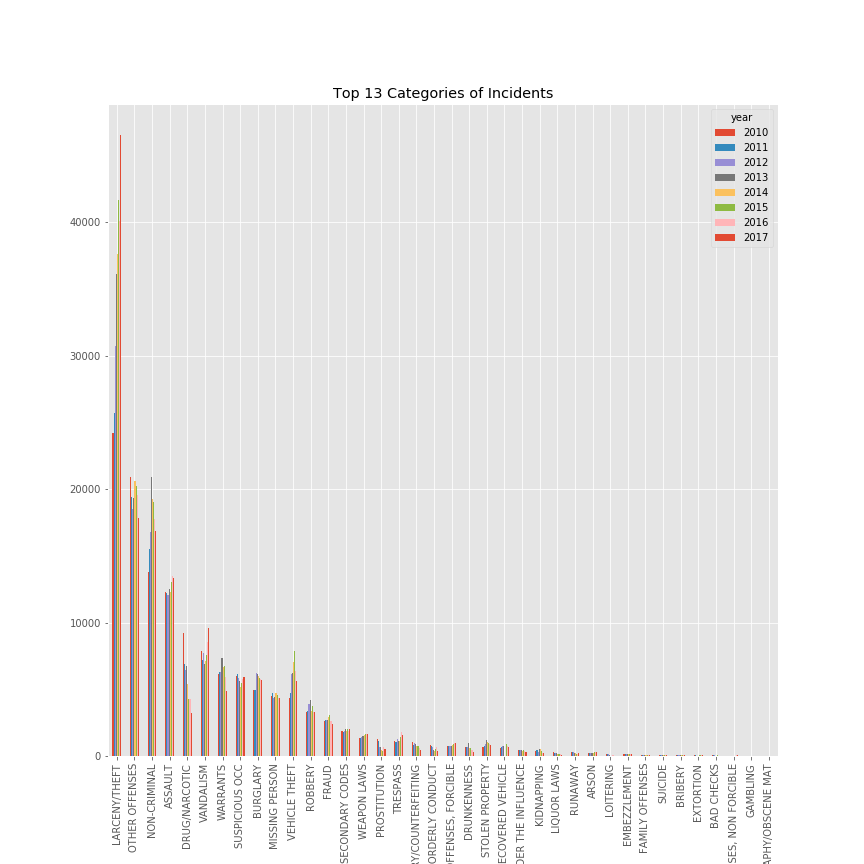 Top 13 Categories of Incidents
year
2010
2011
2012
2013
2014
2015
2016
2017
40000
30000
20000
10000
0
LARCENY/THEFT
OTHER OFFENSES
NON-CRIMINAL
ASSAULT
DRUG/NARCOTIC
VANDALISM
WARRANTS
SUSPICIOUS OCC
BURGLARY
MISSING PERSON
VEHICLE THEFT
ROBBERY
FRAUD
SECONDARY CODES
WEAPON LAWS
PROSTITUTION
TRESPASS
RY/COUNTERFEITING
ORDERLY CONDUCT
OFFENSES, FORCIBLE
DRUNKENNESS
STOLEN PROPERTY
ECOVERED VEHICLE
DER THE INFLUENCE
KIDNAPPING
LIQUOR LAWS
RUNAWAY
ARSON
LOITERING
EMBEZZLEMENT
FAMILY OFFENSES
SUICIDE
BRIBERY
EXTORTION
BAD CHECKS
SES, NON FORCIBLE
GAMBLING
APHY/OBSCENE MAT